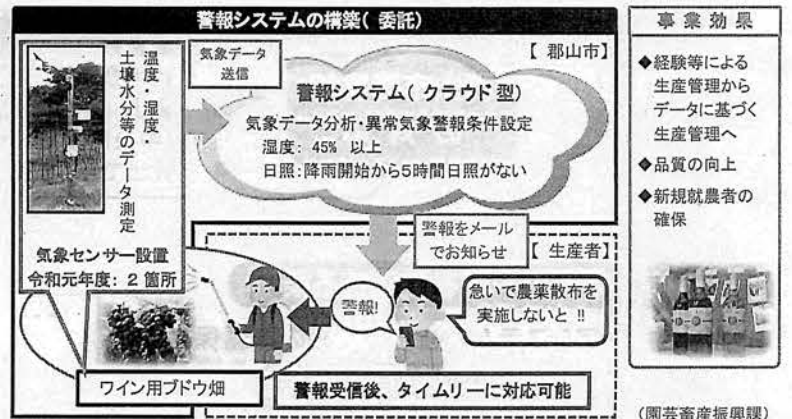 警報システムの構築(委託)
温度・湿度・
土壌水分等のデータ測定
気象センサー設置
令和元年度: 2 箇所
気象データ
送信
【 郡山市】
警報システム( クラウド型)
気象データ分析・異常気象警報条件設定
湿度: 45% 以上
日照:降雨開始から5時間日照がない
警報をメール
でお知らせ
【 生産者】
警報!
急いで農薬散布を
実施しないと !!
ワイン用ブドウ畑
警報受信後、タイムリーに対応可能
事業効果
◆経験等による
生産管理から
データに基づく
生産管理へ
◆品質の向上
◆新規就農者の
確保
(園芸畜産振興課)